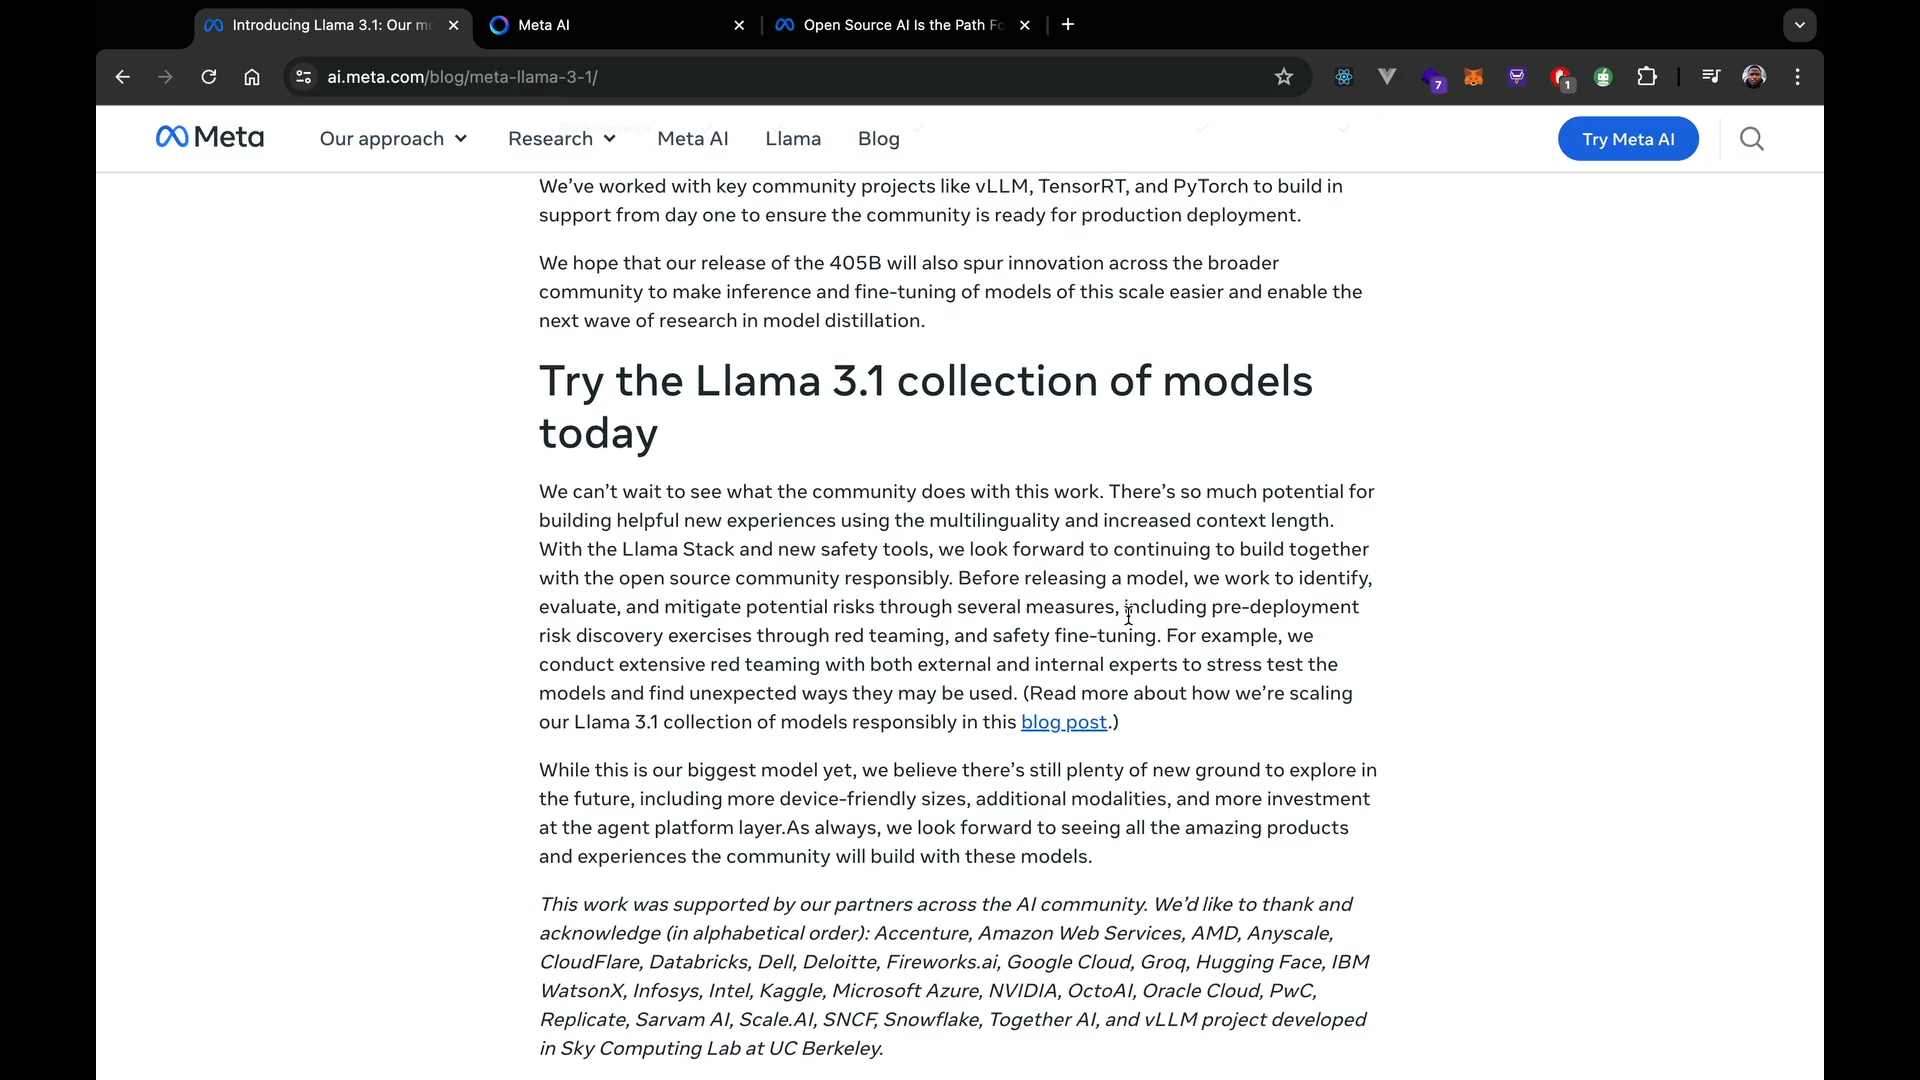 Introducing Llama 3.1: Our mo
Meta AI
Open Source AI Is the Path Fo
ai.meta.com/blog/meta-llama-3-1/
7
1
Meta
Our approach
Research
Meta AI
Llama
Blog
Try Meta AI
We’ve worked with key community projects like vLLM, TensorRT, and PyTorch to build in
support from day one to ensure the community is ready for production deployment.
We hope that our release of the 405B will also spur innovation across the broader
community to make inference and fine-tuning of models of this scale easier and enable the
next wave of research in model distillation.
Try the Llama 3.1 collection of models
today
We can’t wait to see what the community does with this work. There’s so much potential for
building helpful new experiences using the multilinguality and increased context length.
With the Llama Stack and new safety tools, we look forward to continuing to build together
with the open source community responsibly. Before releasing a model, we work to identify,
evaluate, and mitigate potential risks through several measures, including pre-deployment
risk discovery exercises through red teaming, and safety fine-tuning. For example, we
conduct extensive red teaming with both external and internal experts to stress test the
models and find unexpected ways they may be used. (Read more about how we’re scaling
our Llama 3.1 collection of models responsibly in this blog post.)
While this is our biggest model yet, we believe there’s still plenty of new ground to explore in
the future, including more device-friendly sizes, additional modalities, and more investment
at the agent platform layer.As always, we look forward to seeing all the amazing products
and experiences the community will build with these models.
This work was supported by our partners across the AI community. We’d like to thank and
acknowledge (in alphabetical order): Accenture, Amazon Web Services, AMD, Anyscale,
CloudFlare, Databricks, Dell, Deloitte, Fireworks.ai, Google Cloud, Groq, Hugging Face, IBM
WatsonX, Infosys, Intel, Kaggle, Microsoft Azure, NVIDIA, OctoAI, Oracle Cloud, PwC,
Replicate, Sarvam AI, Scale.AI, SNCF, Snowflake, Together AI, and vLLM project developed
in Sky Computing Lab at UC Berkeley.